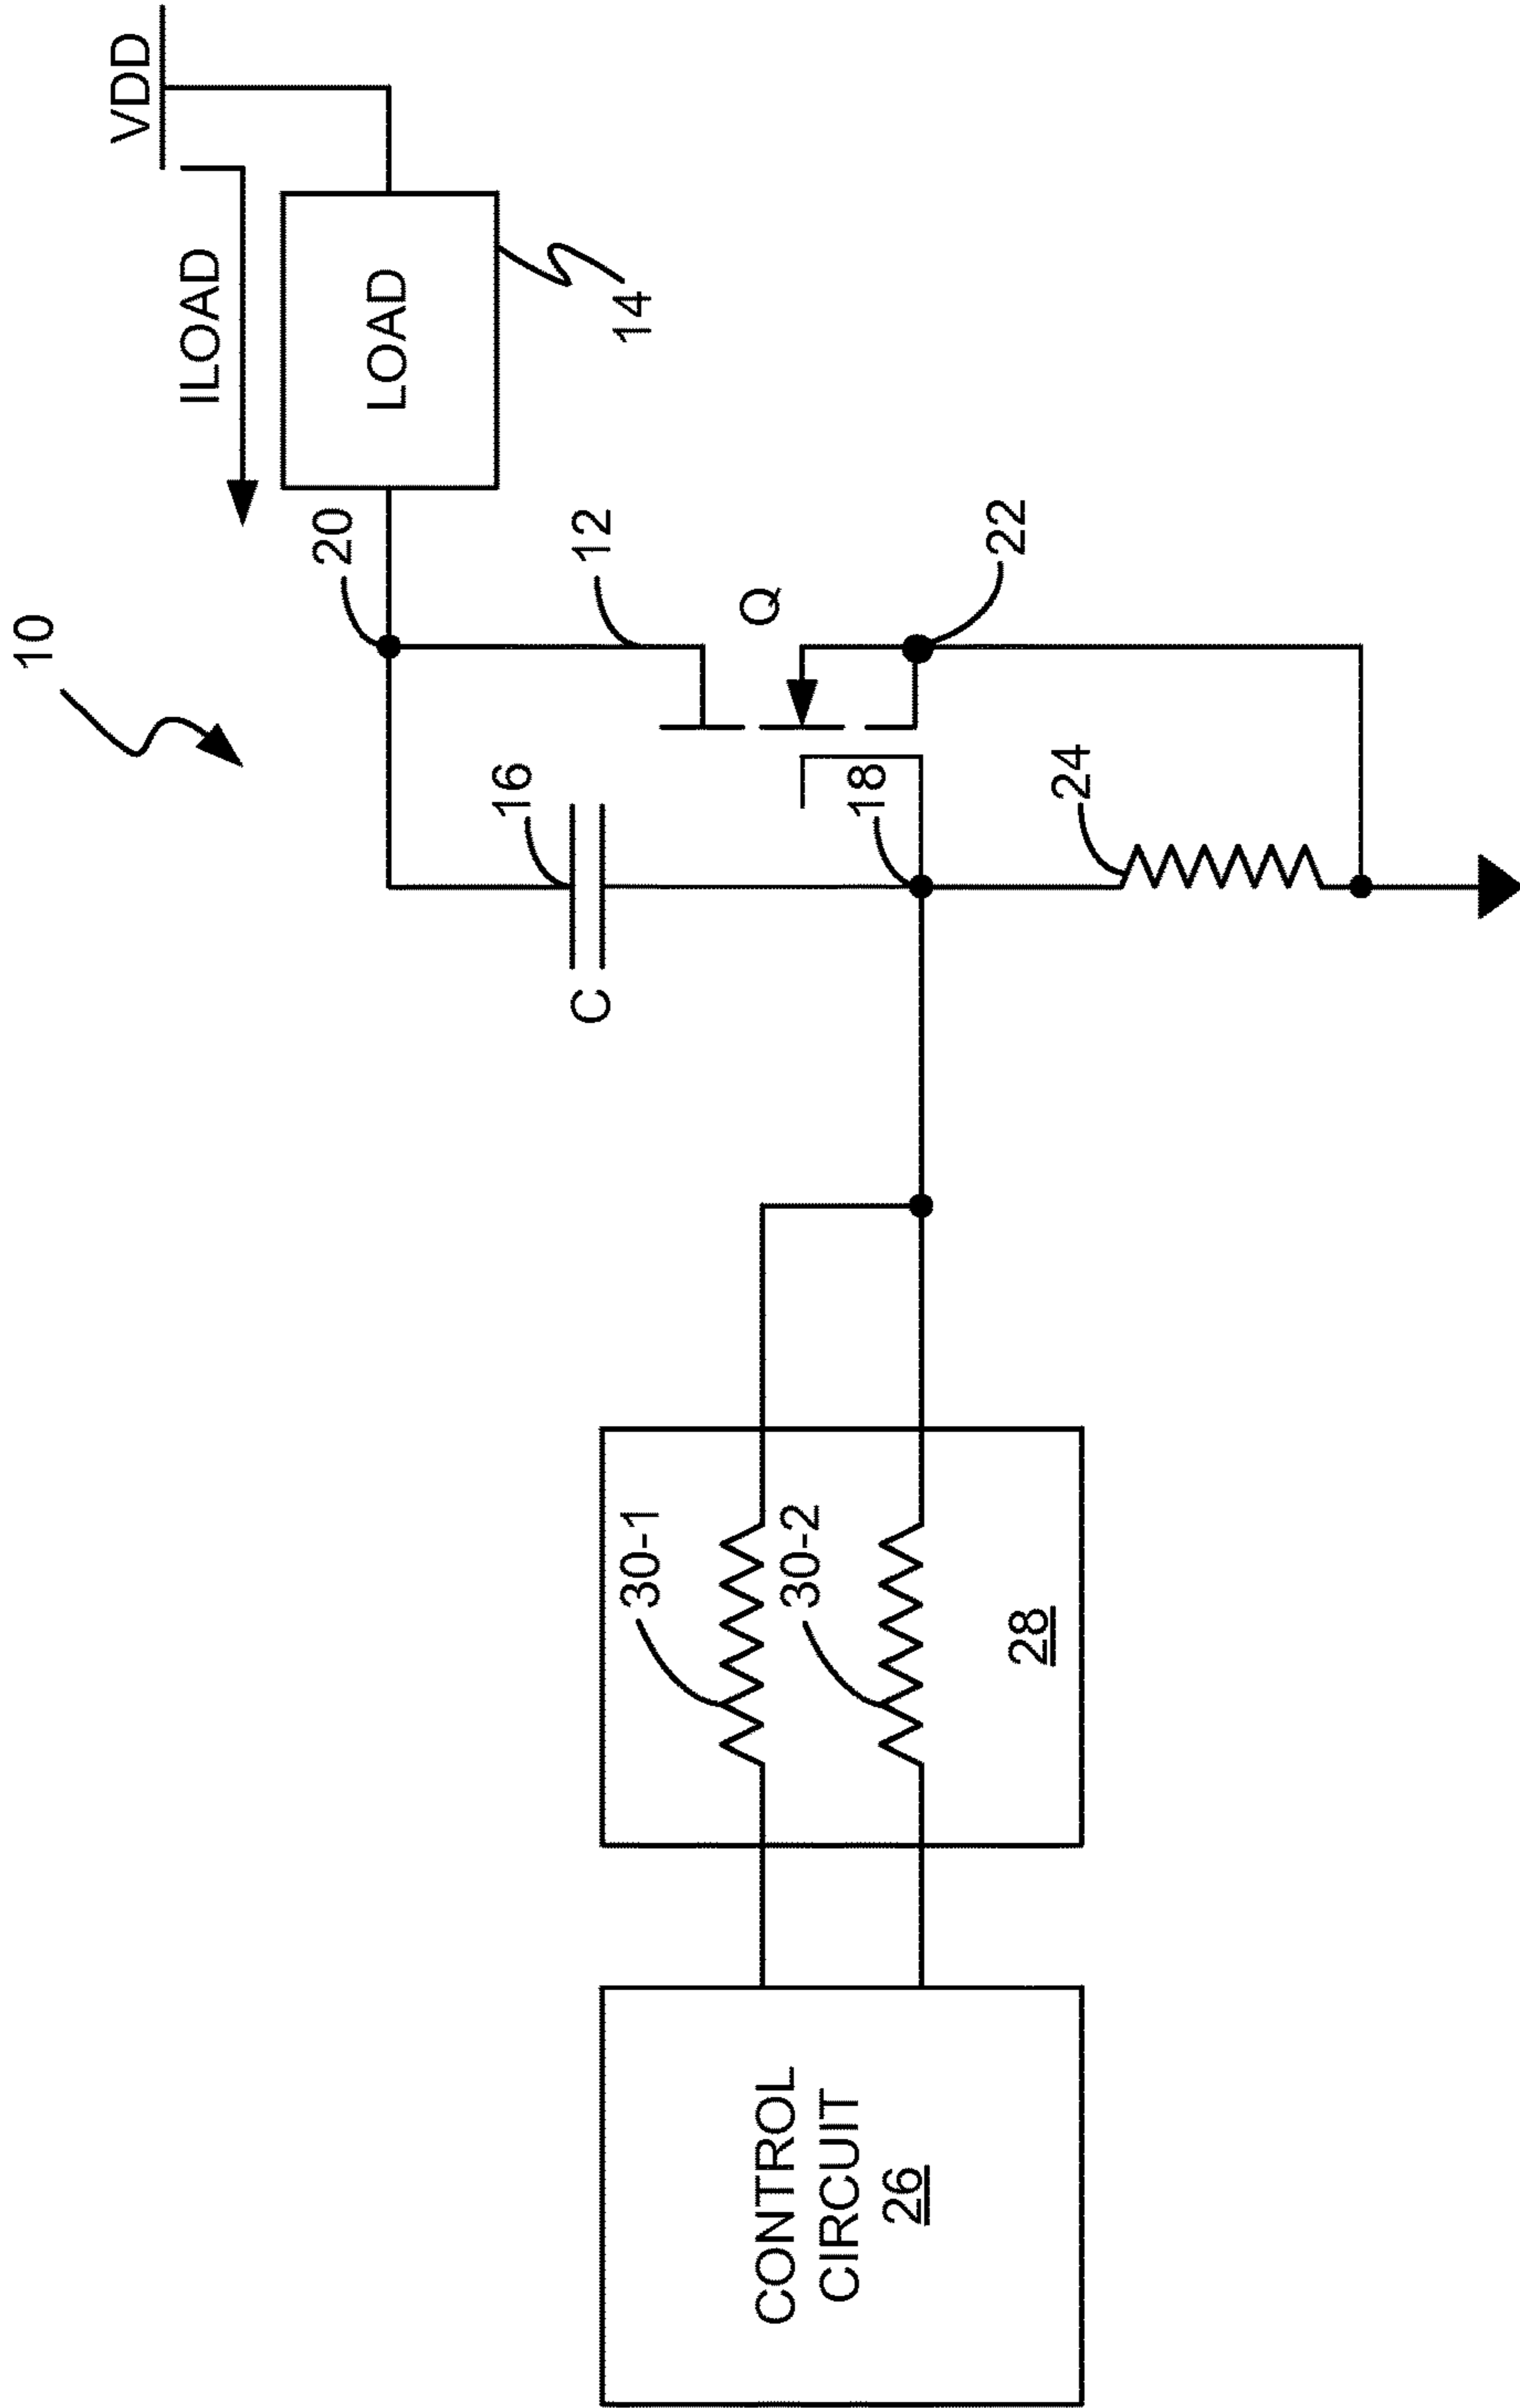 10
VDD
ILOAD
LOAD
14
20
12
16
C
Q
18
22
24
30-1
30-2
28
CONTROL
CIRCUIT
26